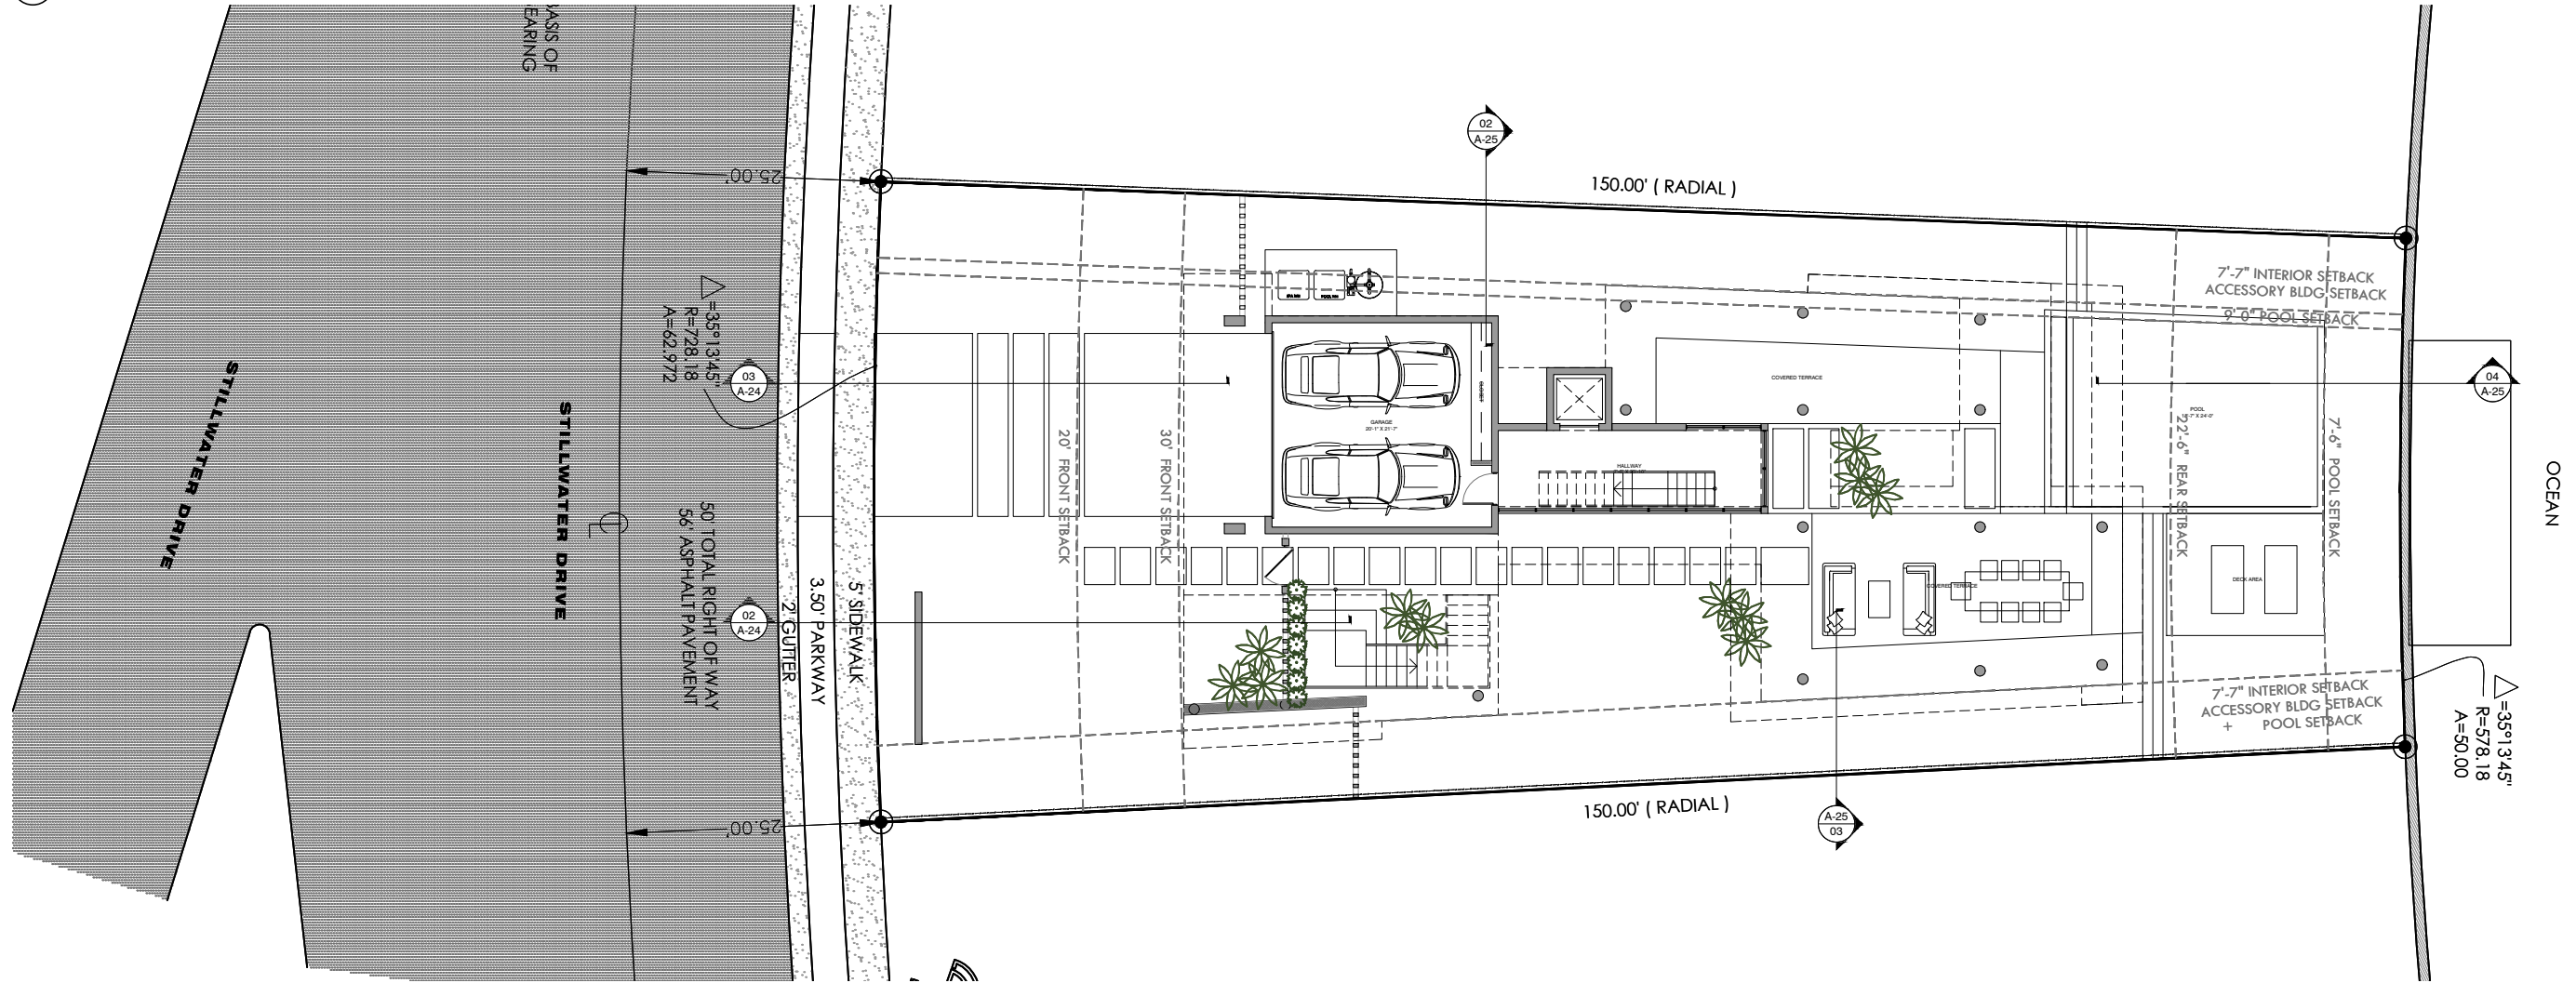 BASIS OF
BEARING
25.00'
=35°13'45"
R=728.18
A=62.972
03
A-24
STILLWATER DRIVE
STILLWATER DRIVE
50' TOTAL RIGHT OF WAY
56' ASPHALT PAVEMENT
02
A-24
25.00'
2' GUTTER
3.50' PARKWAY
5' SIDEWALK
20' FRONT SETBACK
30' FRONT SETBACK
02
A-25
150.00' ( RADIAL )
CLOSET
GARAGE
20'-1" X 21'-7"
HALLWAY
COVERED TERRACE
COVERED TERRACE
POOL
DECK AREA
22'-6" REAR SETBACK
7'-6" POOL SETBACK
7'-7" INTERIOR SETBACK
ACCESSORY BLDG SETBACK
9'-0" POOL SETBACK
04
A-25
OCEAN
7'-7" INTERIOR SETBACK
ACCESSORY BLDG SETBACK
+ POOL SETBACK
=35°13'45"
R=578.18
A=50.00
150.00' ( RADIAL )
A-25
03